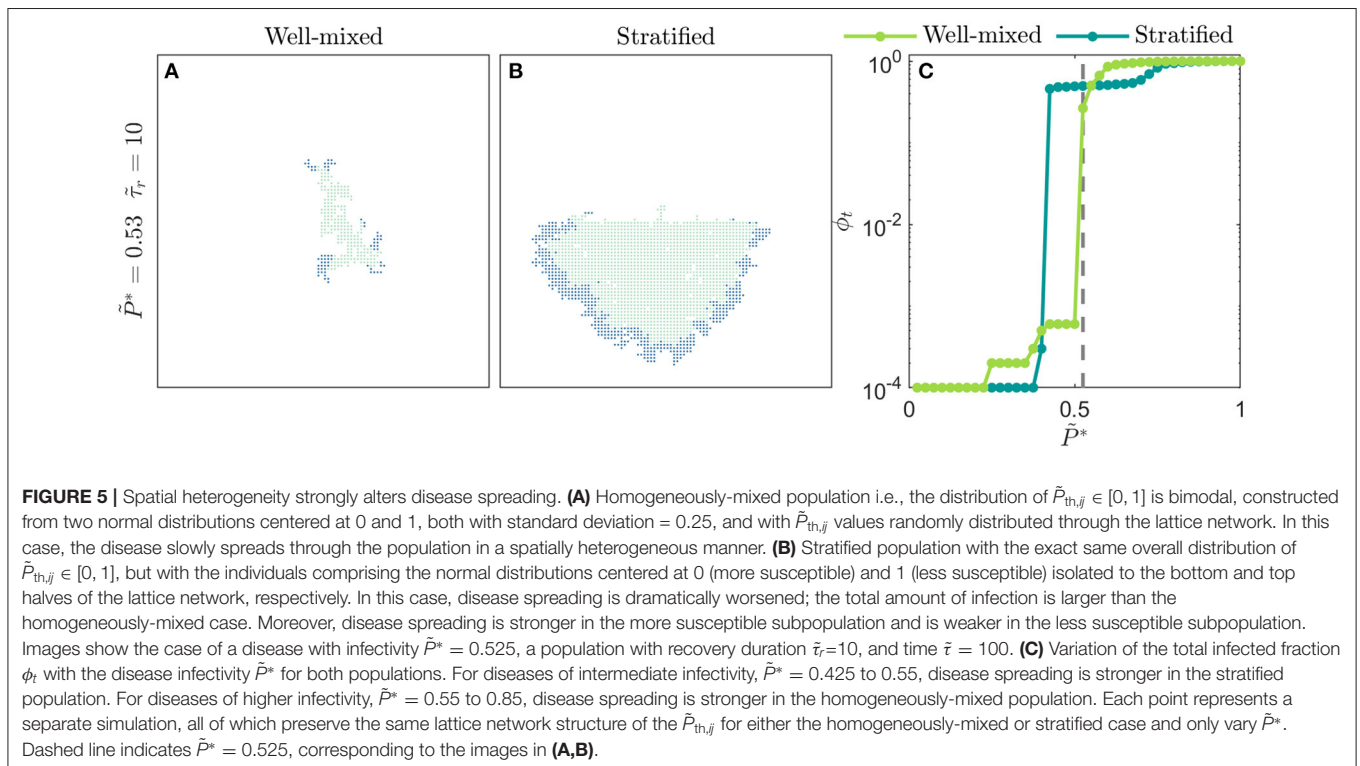 Well-mixed
Stratified
Well-mixed
Stratified
A
B
C
P̃* = 0.53 τ̃r = 10
10⁰
10⁻²
10⁻⁴
ϕt
0
0.5
1
P̃*
FIGURE 5 | Spatial heterogeneity strongly alters disease spreading. (A) Homogeneously-mixed population i.e., the distribution of P̃th,ij ∈ [0, 1] is bimodal, constructed
from two normal distributions centered at 0 and 1, both with standard deviation = 0.25, and with P̃th,ij values randomly distributed through the lattice network. In this
case, the disease slowly spreads through the population in a spatially heterogeneous manner. (B) Stratified population with the exact same overall distribution of
P̃th,ij ∈ [0, 1], but with the individuals comprising the normal distributions centered at 0 (more susceptible) and 1 (less susceptible) isolated to the bottom and top
halves of the lattice network, respectively. In this case, disease spreading is dramatically worsened; the total amount of infection is larger than the
homogeneously-mixed case. Moreover, disease spreading is stronger in the more susceptible subpopulation and is weaker in the less susceptible subpopulation.
Images show the case of a disease with infectivity P̃* = 0.525, a population with recovery duration τ̃r=10, and time τ̃ = 100. (C) Variation of the total infected fraction
ϕt with the disease infectivity P̃* for both populations. For diseases of intermediate infectivity, P̃* = 0.425 to 0.55, disease spreading is stronger in the stratified
population. For diseases of higher infectivity, P̃* = 0.55 to 0.85, disease spreading is stronger in the homogeneously-mixed population. Each point represents a
separate simulation, all of which preserve the same lattice network structure of the P̃th,ij for either the homogeneously-mixed or stratified case and only vary P̃*.
Dashed line indicates P̃* = 0.525, corresponding to the images in (A,B).